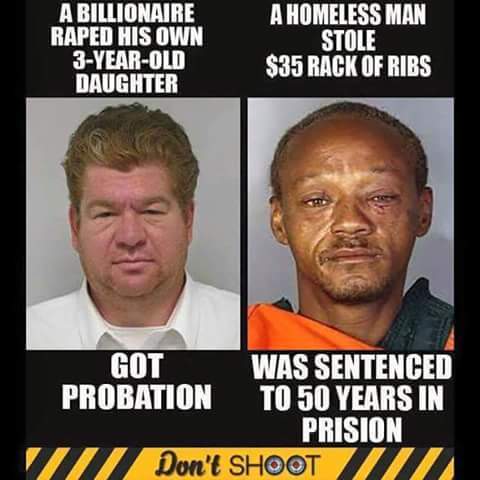 A BILLIONAIRE
RAPED HIS OWN
3-YEAR-OLD
DAUGHTER
A HOMELESS MAN
STOLE
$35 RACK OF RIBS
GOT
PROBATION
WAS SENTENCED
TO 50 YEARS IN
PRISION
Don't SHOOT